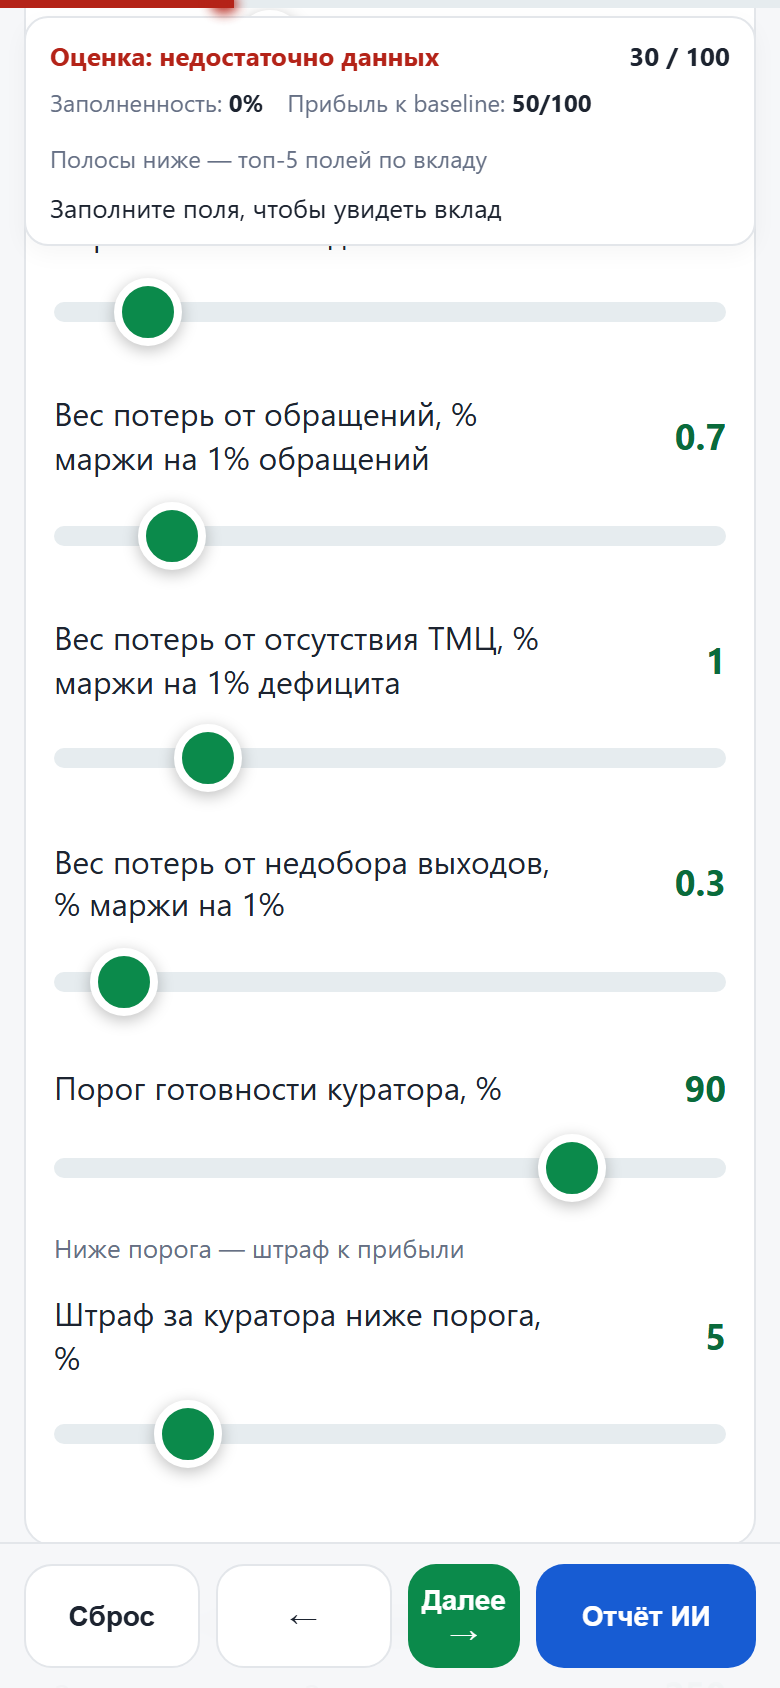 Оценка: недостаточно данных 30 / 100
Заполненность: 0% Прибыль к baseline: 50/100
Полосы ниже — топ-5 полей по вкладу
Заполните поля, чтобы увидеть вклад
Вес потерь от обращений, %
маржи на 1% обращений
0.7
Вес потерь от отсутствия ТМЦ, %
маржи на 1% дефицита
1
Вес потерь от недобора выходов,
% маржи на 1%
0.3
Порог готовности куратора, % 90
Ниже порога — штраф к прибыли
Штраф за куратора ниже порога,
%
5
Сброс
←
Далее
→
Отчёт ИИ